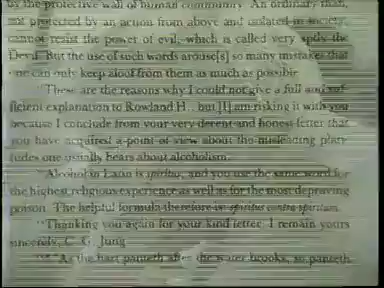 by the protective wall of human community. An ordinary man,
not protected by an action from above and isolated in society,
cannot resist the power of evil, which is called very aptly the
Devil. But the use of such words arouse[s] so many mistakes that
one can only keep aloof from them as much as possible.
"These are the reasons why I could not give a full and suf-
ficient explanation to Rowland H., but [I] am risking it with you
because I conclude from your very decent and honest letter that
you have acquired a point of view about the misleading plati-
tudes one usually hears about alcoholism.
"Alcohol in Latin is spiritus, and you use the same word for
the highest religious experience as well as for the most depraving
poison. The helpful formula therefore is: spiritus contra spiritum.
"Thanking you again for your kind letter, I remain yours
sincerely, C. G. Jung
"* "As the hart panteth after the water brooks, so panteth